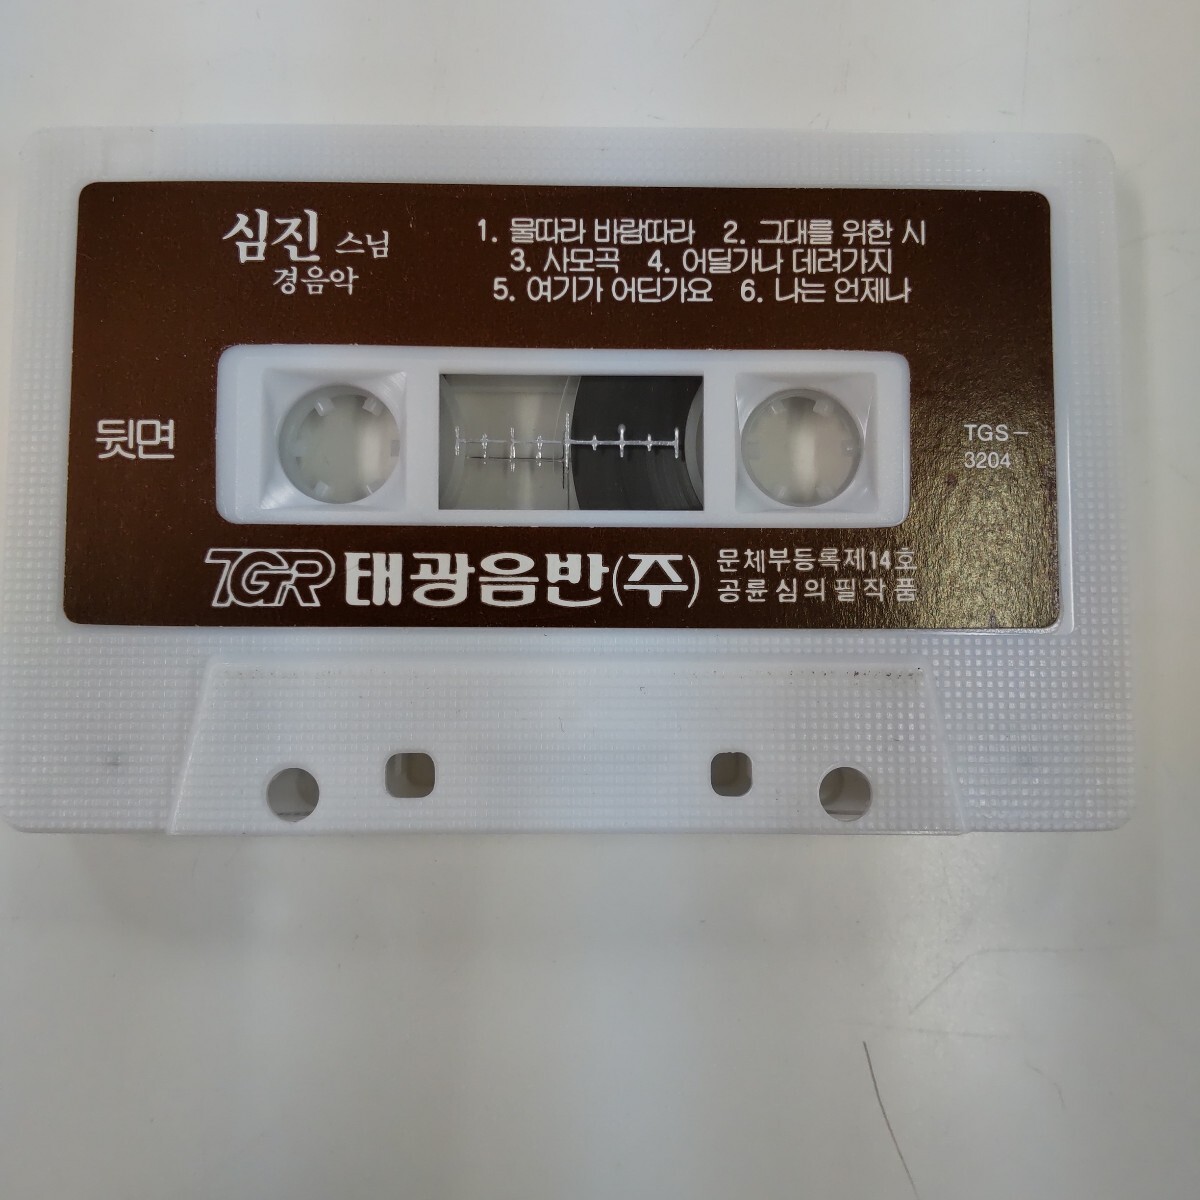 심진 스님
경음악
1. 물따라 바람따라 2. 그대를 위한 시
3. 사모곡 4. 어딜가나 데려가지
5. 여기가 어딘가요 6. 나는 언제나
뒷면
TGS-
3204
TGR 태광음반(주)
문체부등록제14호
공륜심의필작품